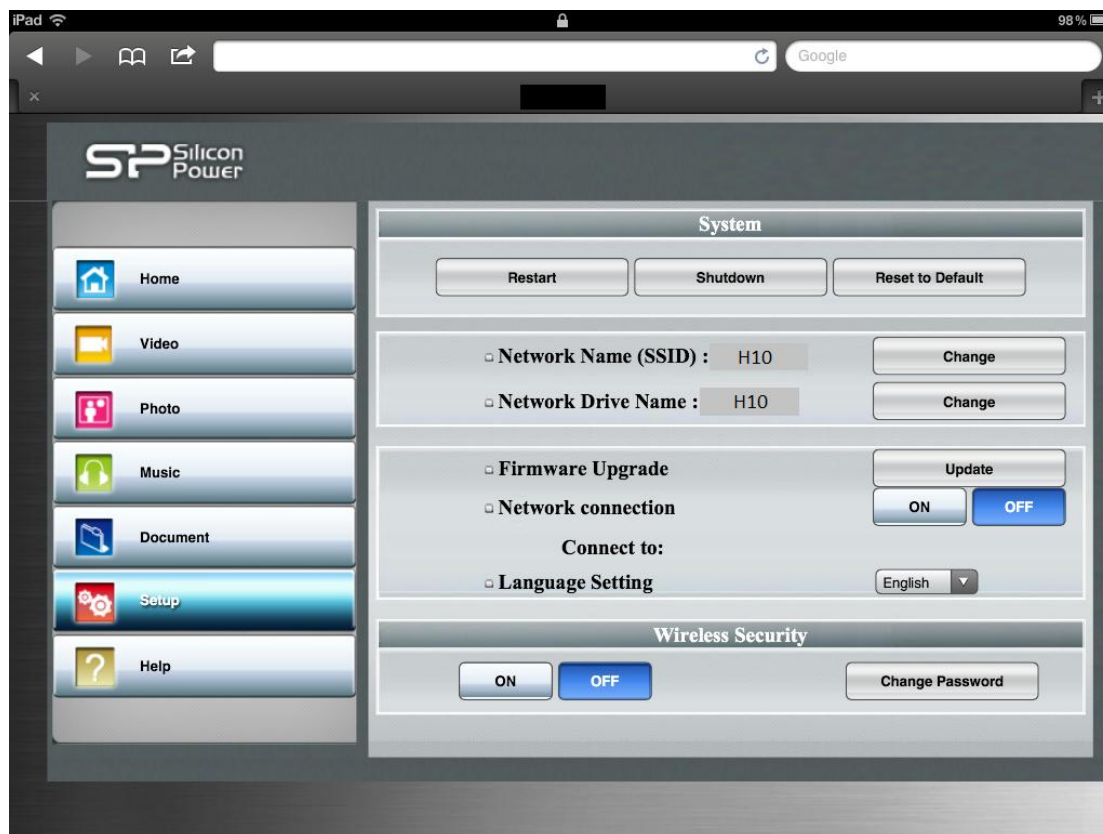 iPad 98%
Google
SP Silicon Power
System
Restart Shutdown Reset to Default
Network Name (SSID) : H10 Change
Network Drive Name : H10 Change
Firmware Upgrade Update
Network connection ON OFF
Connect to:
Language Setting English
Wireless Security
ON OFF Change Password
Home
Video
Photo
Music
Document
Setup
Help